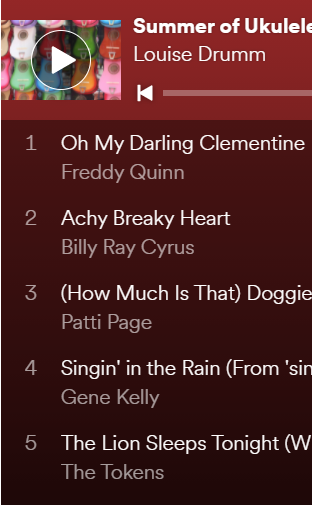 Summer of Ukulele
Louise Drumm
1 Oh My Darling Clementine
Freddy Quinn
2 Achy Breaky Heart
Billy Ray Cyrus
3 (How Much Is That) Doggie
Patti Page
4 Singin' in the Rain (From 'sin
Gene Kelly
5 The Lion Sleeps Tonight (W
The Tokens